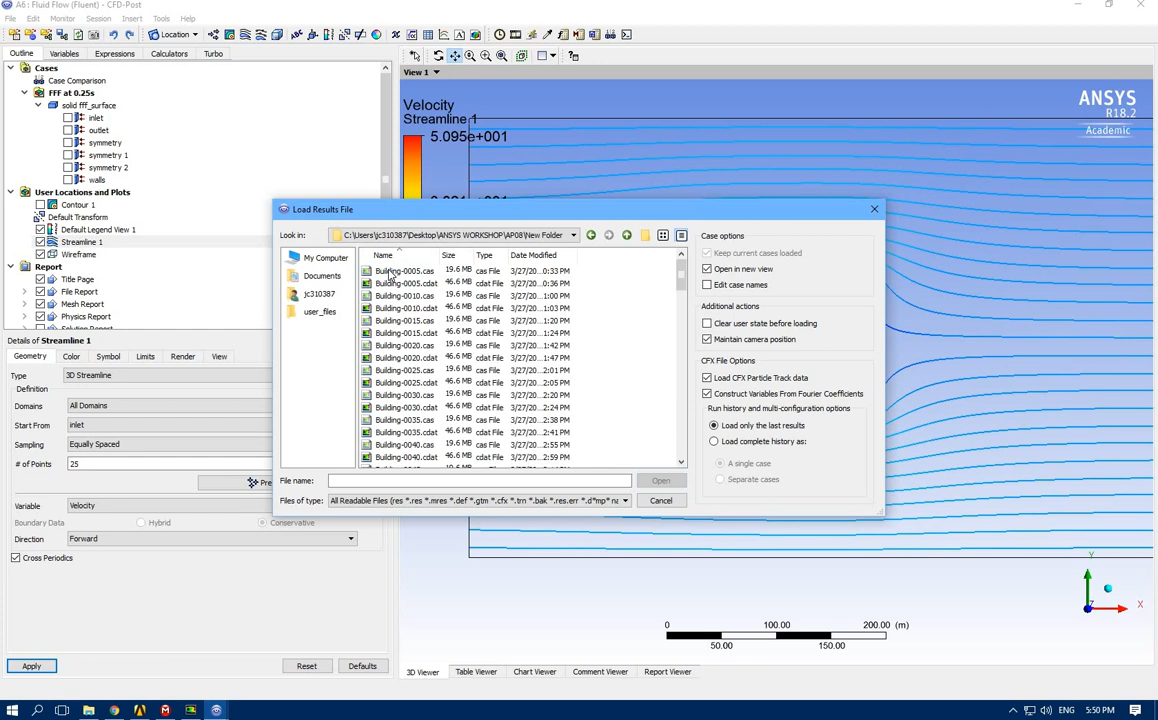 A6: Fluid Flow (Fluent) - CFD-Post
File Edit Monitor Session Insert Tools Help
Location
Outline Variables Expressions Calculators Turbo
View 1
Cases
Case Comparison
FFF at 0.25s
solid fff_surface
inlet
outlet
symmetry
symmetry 1
symmetry 2
walls
User Locations and Plots
Contour 1
Default Transform
Default Legend View 1
Streamline 1
Wireframe
Report
Title Page
File Report
Mesh Report
Physics Report
Details of Streamline 1
Geometry Color Symbol Limits Render View
Type 3D Streamline
Definition
Domains All Domains
Start From inlet
Sampling Equally Spaced
# of Points 25
Pre
Variable Velocity
Boundary Data Hybrid Conservative
Direction Forward
Cross Periodics
Apply Reset Defaults
Velocity
Streamline 1
5.095e+001
ANSYS
R18.2
Academic
Load Results File
Look in: C:\Users\jc310387\Desktop\ANSYS WORKSHOP\AP08\New Folder
My Computer
Documents
jc310387
user_files
Name Size Type Date Modified
Building-0005.cas 19.6 MB cas File 3/27/20...0:33 PM
Building-0005.cdat 46.6 MB cdat File 3/27/20...0:36 PM
Building-0010.cas 19.6 MB cas File 3/27/20...1:00 PM
Building-0010.cdat 46.6 MB cdat File 3/27/20...1:03 PM
Building-0015.cas 19.6 MB cas File 3/27/20...1:20 PM
Building-0015.cdat 46.6 MB cdat File 3/27/20...1:24 PM
Building-0020.cas 19.6 MB cas File 3/27/20...1:42 PM
Building-0020.cdat 46.6 MB cdat File 3/27/20...1:47 PM
Building-0025.cas 19.6 MB cas File 3/27/20...2:01 PM
Building-0025.cdat 46.6 MB cdat File 3/27/20...2:05 PM
Building-0030.cas 19.6 MB cas File 3/27/20...2:20 PM
Building-0030.cdat 46.6 MB cdat File 3/27/20...2:24 PM
Building-0035.cas 19.6 MB cas File 3/27/20...2:38 PM
Building-0035.cdat 46.6 MB cdat File 3/27/20...2:41 PM
Building-0040.cas 19.6 MB cas File 3/27/20...2:55 PM
Building-0040.cdat 46.6 MB cdat File 3/27/20...2:59 PM
File name: Open
Files of type: All Readable Files (res *.res *.mres *.def *.gtm *.cfx *.trn *.bak *.res.err *.d*mp* na Cancel
Case options
Keep current cases loaded
Open in new view
Edit case names
Additional actions
Clear user state before loading
Maintain camera position
CFX File Options
Load CFX Particle Track data
Construct Variables From Fourier Coefficients
Run history and multi-configuration options
Load only the last results
Load complete history as:
A single case
Separate cases
0 100.00 200.00 (m)
50.00 150.00
Y
X
Z
3D Viewer Table Viewer Chart Viewer Comment Viewer Report Viewer
ENG 5:50 PM